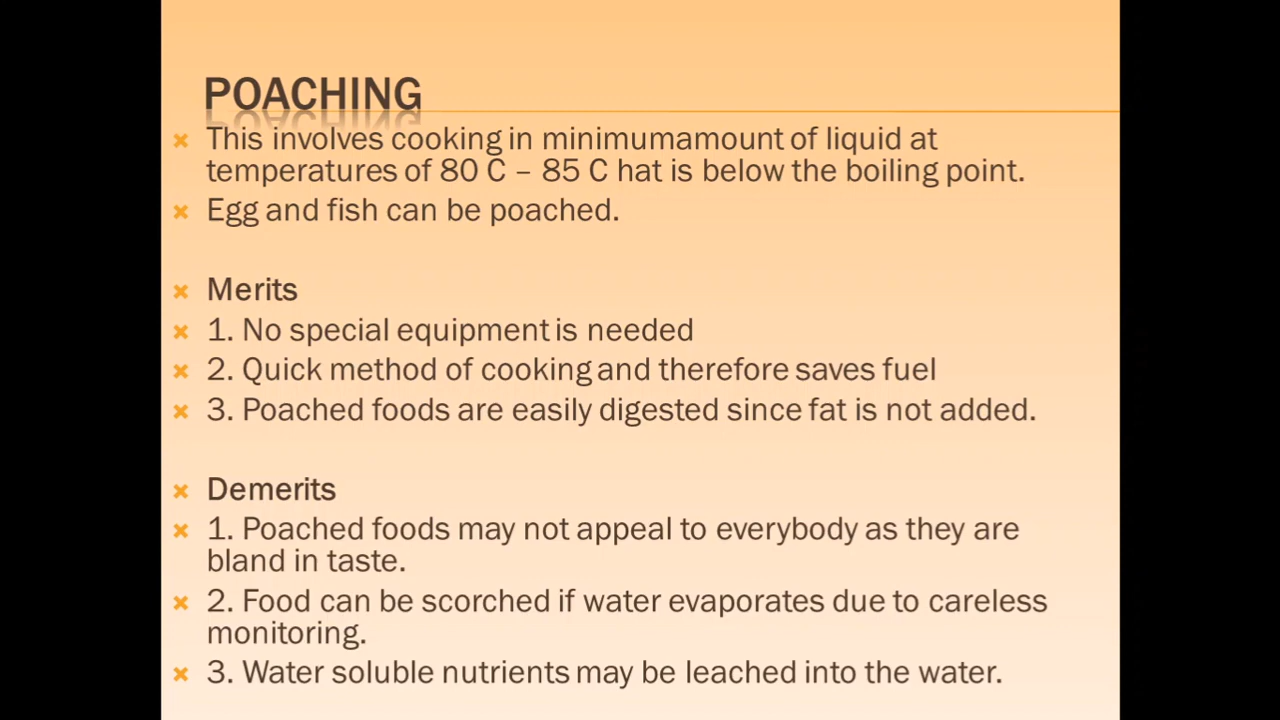 POACHING
This involves cooking in minimumamount of liquid at
temperatures of 80 C – 85 C hat is below the boiling point.
Egg and fish can be poached.
Merits
1. No special equipment is needed
2. Quick method of cooking and therefore saves fuel
3. Poached foods are easily digested since fat is not added.
Demerits
1. Poached foods may not appeal to everybody as they are
bland in taste.
2. Food can be scorched if water evaporates due to careless
monitoring.
3. Water soluble nutrients may be leached into the water.